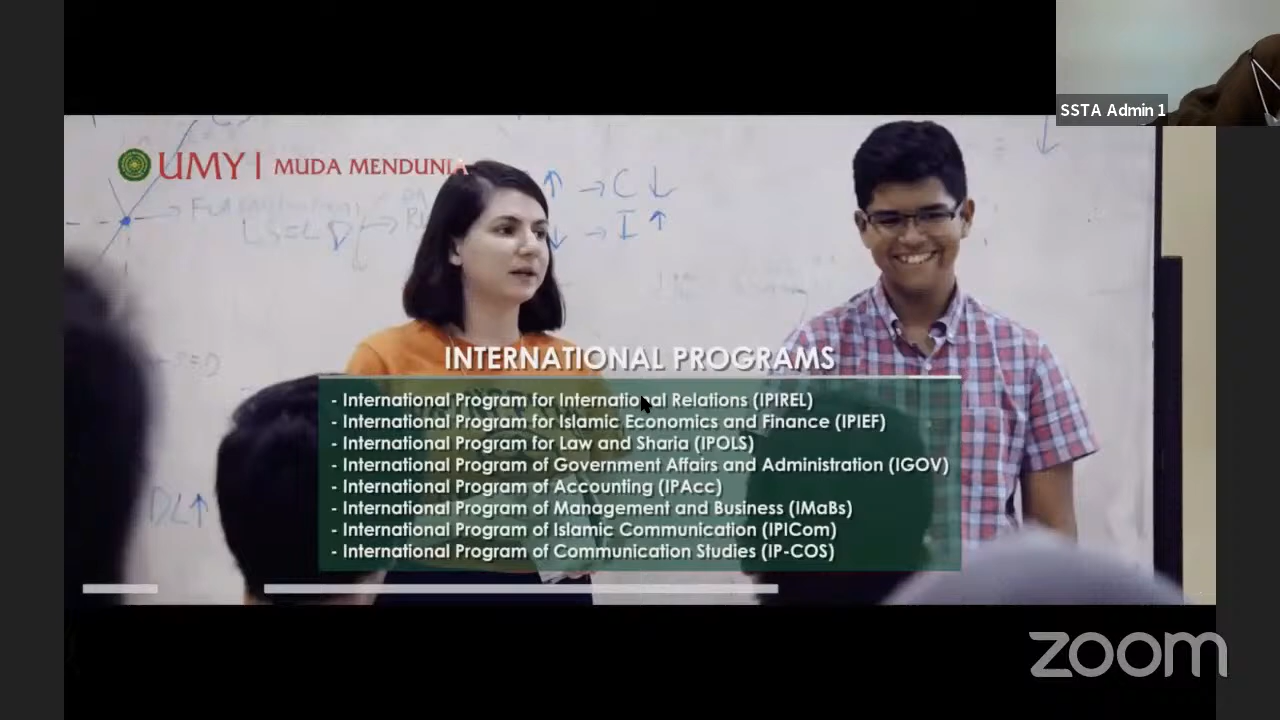 SSTA Admin 1
UMY | MUDA MENDUNIA
→ C ↓
→ I ↑
INTERNATIONAL PROGRAMS
- International Program for International Relations (IPIREL)
- International Program for Islamic Economics and Finance (IPIEF)
- International Program for Law and Sharia (IPOLS)
- International Program of Government Affairs and Administration (IGOV)
- International Program of Accounting (IPAcc)
- International Program of Management and Business (IMaBs)
- International Program of Islamic Communication (IPICom)
- International Program of Communication Studies (IP-COS)
DL↑
zoom